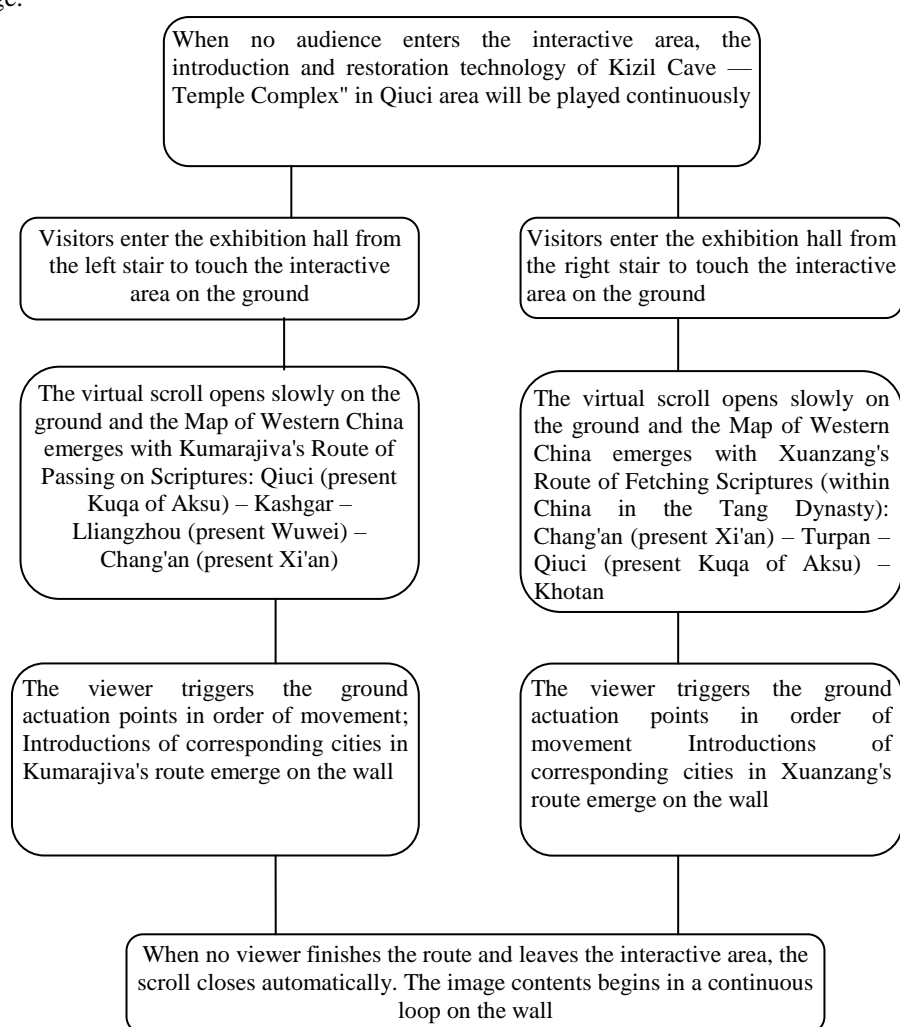 ge.
When no audience enters the interactive area, the
introduction and restoration technology of Kizil Cave —
Temple Complex" in Qiuci area will be played continuously
Visitors enter the exhibition hall from
the left stair to touch the interactive
area on the ground
Visitors enter the exhibition hall from
the right stair to touch the interactive
area on the ground
The virtual scroll opens slowly on the
ground and the Map of Western China
emerges with Kumarajiva's Route of
Passing on Scriptures: Qiuci (present
Kuqa of Aksu) – Kashgar –
Lliangzhou (present Wuwei) –
Chang'an (present Xi'an)
The virtual scroll opens slowly on
the ground and the Map of Western
China emerges with Xuanzang's
Route of Fetching Scriptures (within
China in the Tang Dynasty):
Chang'an (present Xi'an) – Turpan –
Qiuci (present Kuqa of Aksu) –
Khotan
The viewer triggers the ground
actuation points in order of movement;
Introductions of corresponding cities in
Kumarajiva's route emerge on the wall
The viewer triggers the ground
actuation points in order of
movement Introductions of
corresponding cities in Xuanzang's
route emerge on the wall
When no viewer finishes the route and leaves the interactive area, the
scroll closes automatically. The image contents begins in a continuous
loop on the wall